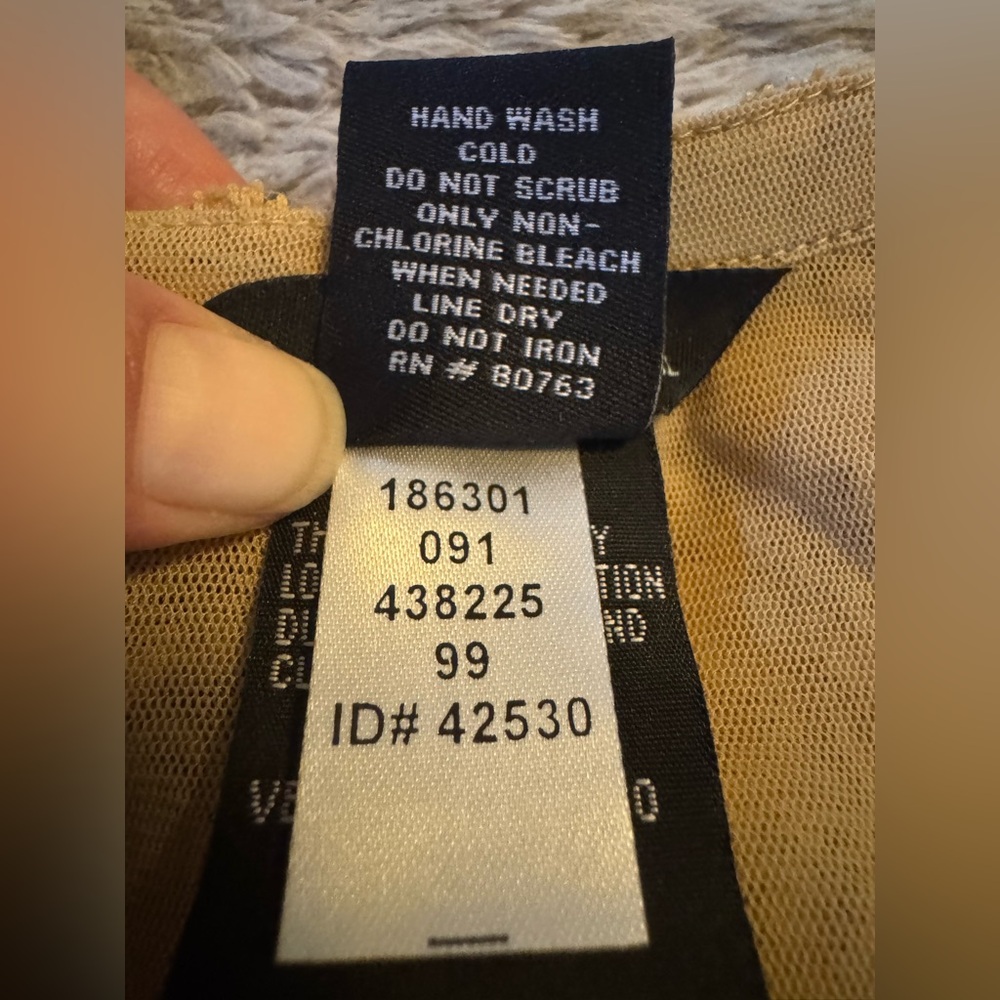 HAND WASH
COLD
DO NOT SCRUB
ONLY NON-
CHLORINE BLEACH
WHEN NEEDED
LINE DRY
DO NOT IRON
RN # 80763
186301
091
438225
99
ID# 42530